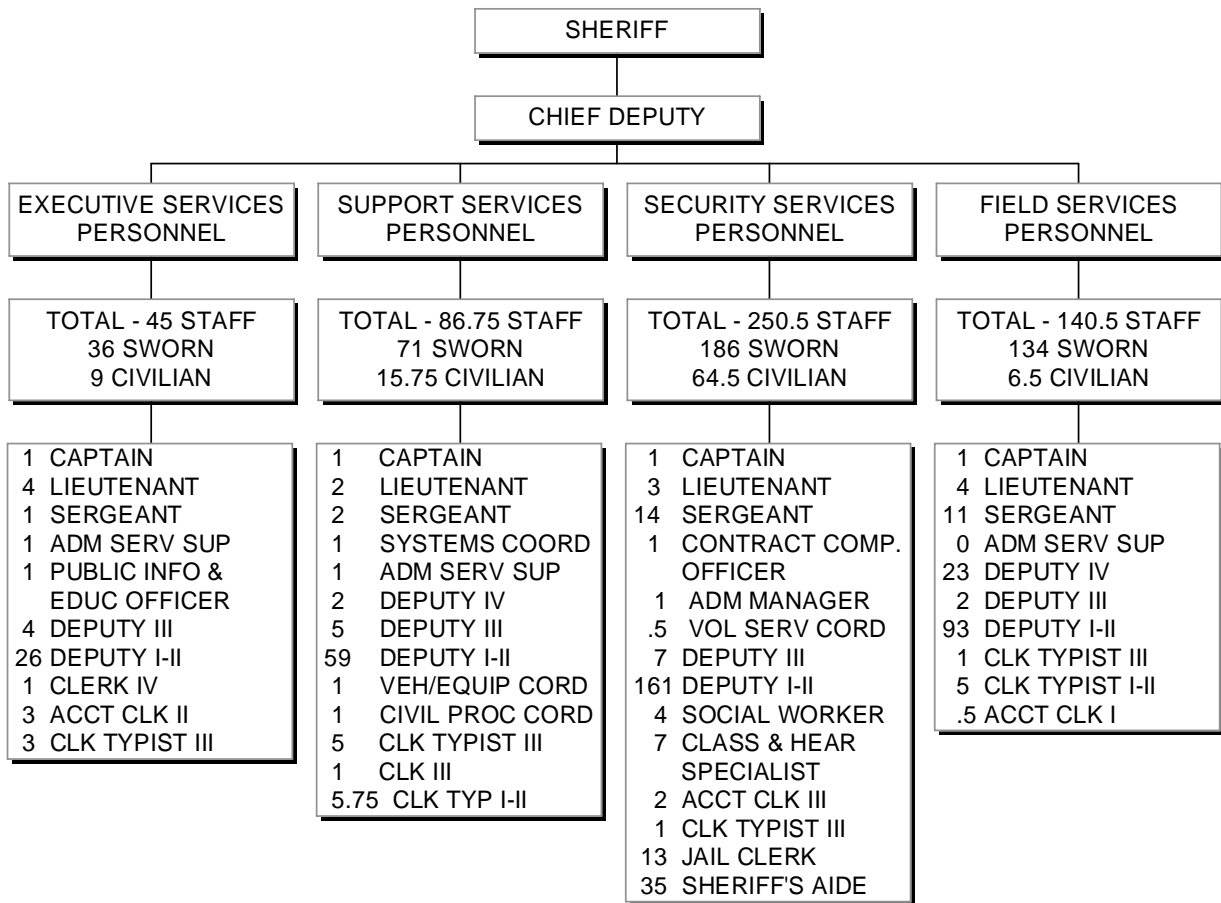 SHERIFF
CHIEF DEPUTY
EXECUTIVE SERVICES
PERSONNEL
TOTAL - 45 STAFF
36 SWORN
9 CIVILIAN
1 CAPTAIN
4 LIEUTENANT
1 SERGEANT
1 ADM SERV SUP
1 PUBLIC INFO &
EDUC OFFICER
4 DEPUTY III
26 DEPUTY I-II
1 CLERK IV
3 ACCT CLK II
3 CLK TYPIST III
SUPPORT SERVICES
PERSONNEL
TOTAL - 86.75 STAFF
71 SWORN
15.75 CIVILIAN
1 CAPTAIN
2 LIEUTENANT
2 SERGEANT
1 SYSTEMS COORD
1 ADM SERV SUP
2 DEPUTY IV
5 DEPUTY III
59 DEPUTY I-II
1 VEH/EQUIP CORD
1 CIVIL PROC CORD
5 CLK TYPIST III
1 CLK III
5.75 CLK TYP I-II
SECURITY SERVICES
PERSONNEL
TOTAL - 250.5 STAFF
186 SWORN
64.5 CIVILIAN
1 CAPTAIN
3 LIEUTENANT
14 SERGEANT
1 CONTRACT COMP.
OFFICER
1 ADM MANAGER
.5 VOL SERV CORD
7 DEPUTY III
161 DEPUTY I-II
4 SOCIAL WORKER
7 CLASS & HEAR
SPECIALIST
2 ACCT CLK III
1 CLK TYPIST III
13 JAIL CLERK
35 SHERIFF'S AIDE
FIELD SERVICES
PERSONNEL
TOTAL - 140.5 STAFF
134 SWORN
6.5 CIVILIAN
1 CAPTAIN
4 LIEUTENANT
11 SERGEANT
0 ADM SERV SUP
23 DEPUTY IV
2 DEPUTY III
93 DEPUTY I-II
1 CLK TYPIST III
5 CLK TYPIST I-II
.5 ACCT CLK I